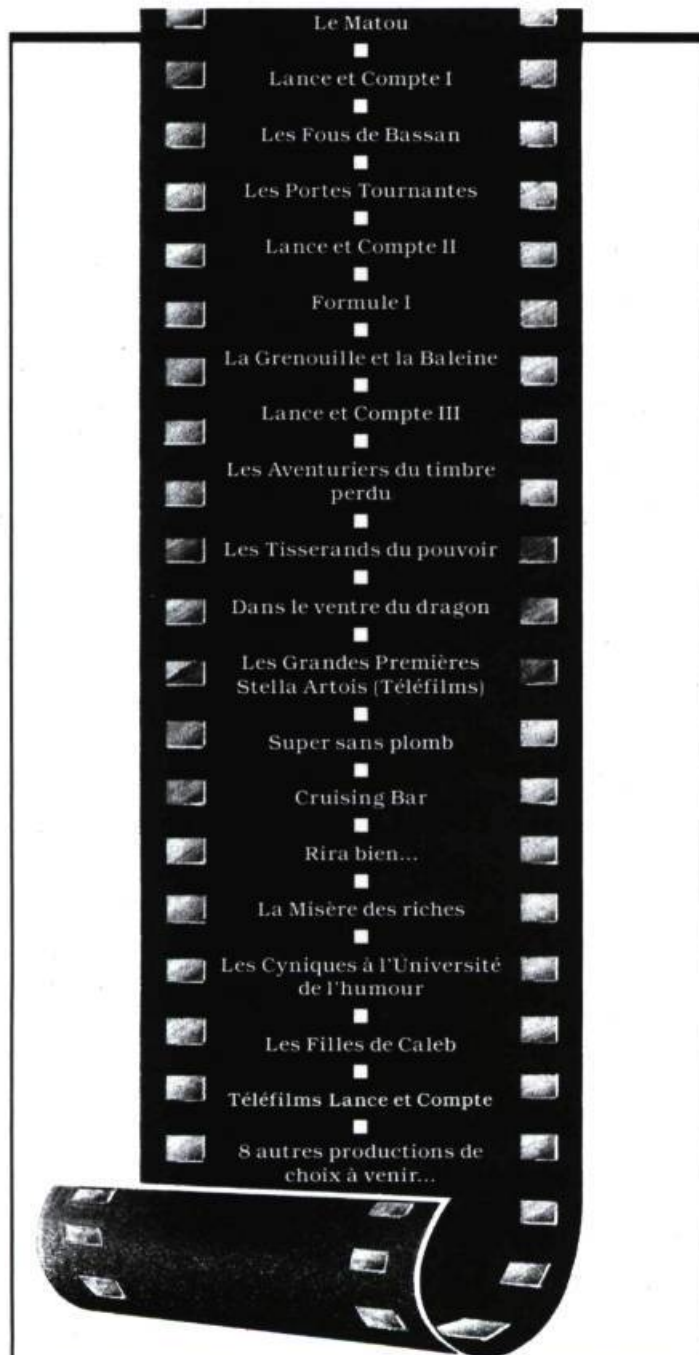 Le Matou
Lance et Compte I
Les Fous de Bassan
Les Portes Tournantes
Lance et Compte II
Formule I
La Grenouille et la Baleine
Lance et Compte III
Les Aventuriers du timbre
perdu
Les Tisserands du pouvoir
Dans le ventre du dragon
Les Grandes Premières
Stella Artois (Téléfilms)
Super sans plomb
Cruising Bar
Rira bien...
La Misère des riches
Les Cyniques à l'Université
de l'humour
Les Filles de Caleb
Téléfilms Lance et Compte
8 autres productions de
choix à venir...